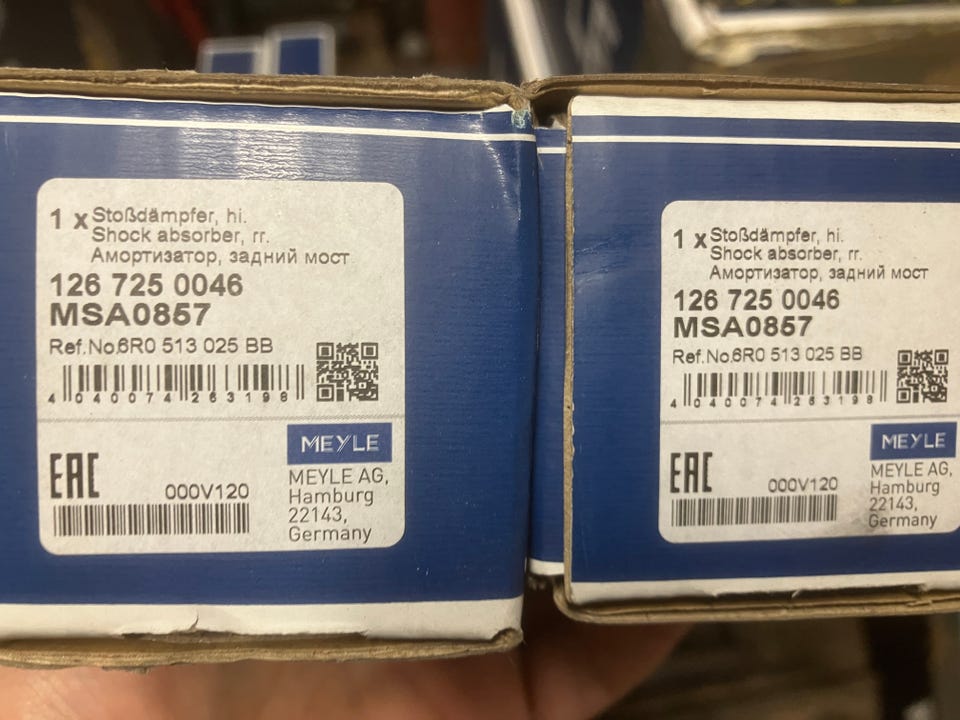 1 x Stoßdämpfer, hi.
Shock absorber, rr.
Амортизатор, задний мост
126 725 0046
MSA0857
Ref.No.6R0 513 025 BB
4 040074 263198
MEYLE
EAC
000V120
MEYLE AG,
Hamburg
22143,
Germany
1 x Stoßdämpfer, hi.
Shock absorber, rr.
Амортизатор, задний мост
126 725 0046
MSA0857
Ref.No.6R0 513 025 BB
4 040074 263198
MEYLE
EAC
000V120
MEYLE AG,
Hamburg
22143,
Germany